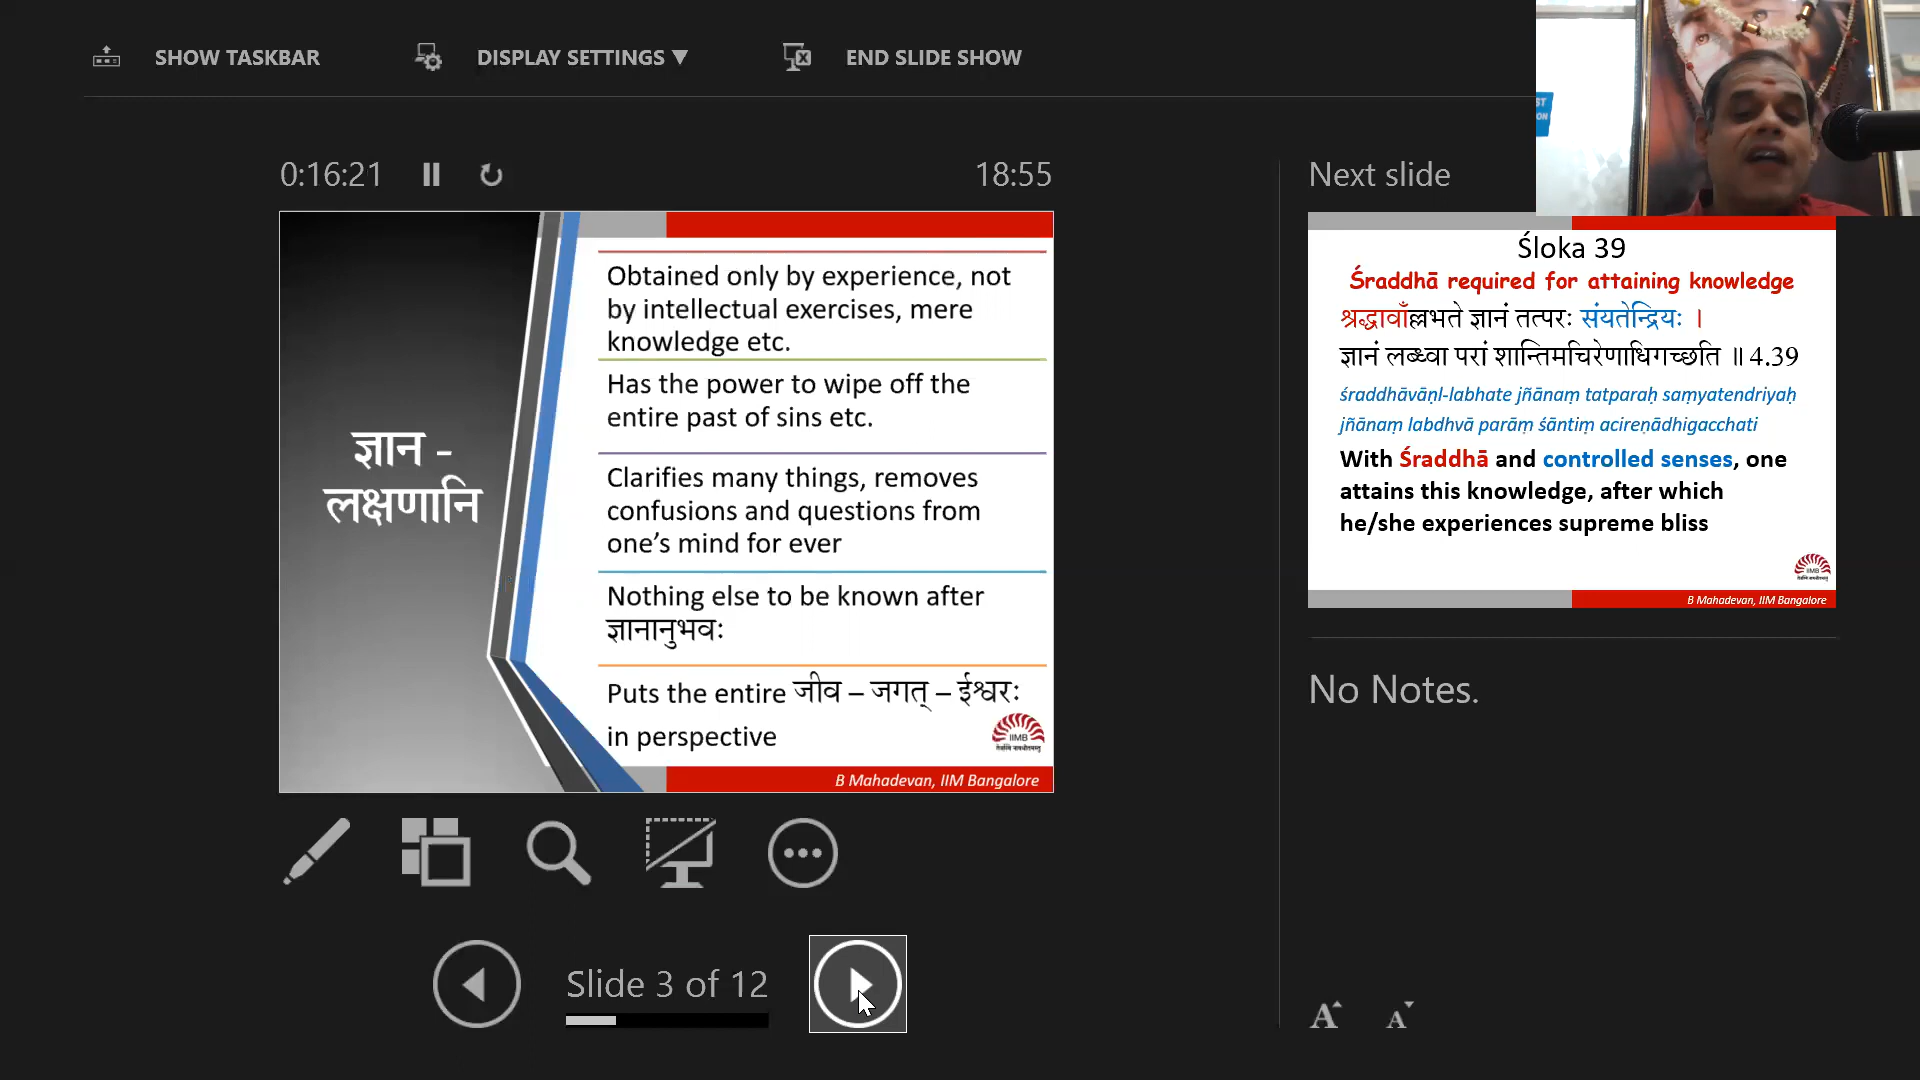 SHOW TASKBAR
DISPLAY SETTINGS ▼
END SLIDE SHOW
0:16:21
18:55
ज्ञान -
लक्षणानि
Obtained only by experience, not
by intellectual exercises, mere
knowledge etc.
Has the power to wipe off the
entire past of sins etc.
Clarifies many things, removes
confusions and questions from
one’s mind for ever
Nothing else to be known after
ज्ञानानुभवः
Puts the entire जीव – जगत् – ईश्वरः
in perspective
IIMB
B Mahadevan, IIM Bangalore
Slide 3 of 12
Next slide
Śloka 39
Śraddhā required for attaining knowledge
श्रद्धावाँल्लभते ज्ञानं तत्परः संयतेन्द्रियः ।
ज्ञानं लब्ध्वा परां शान्तिमचिरेणाधिगच्छति ॥ 4.39
śraddhāvāṇl-labhate jñānaṃ tatparaḥ saṃyatendriyaḥ
jñānaṃ labdhvā parāṃ śāntiṃ acireṇādhigacchati
With Śraddhā and controlled senses, one
attains this knowledge, after which
he/she experiences supreme bliss
IIMB
B Mahadevan, IIM Bangalore
No Notes.
A A